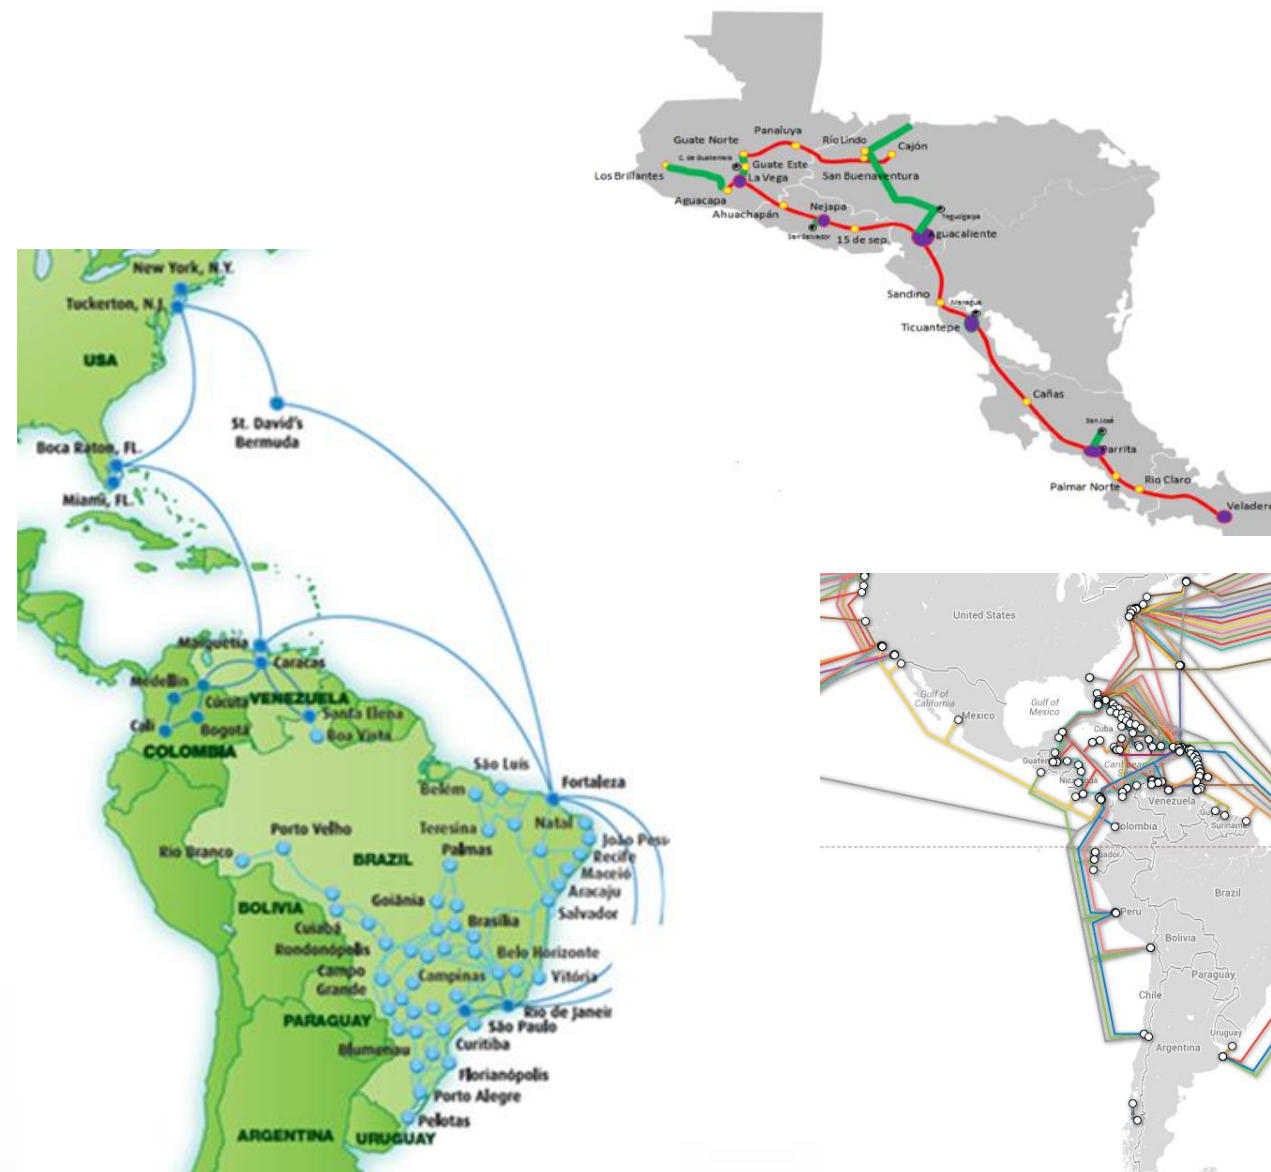 Panaluya
Guate Norte
Río Lindo
Cajón
C. de Guatemala
Guate Este
Los Brillantes
La Vega
San Buenaventura
Aguacapa
Ahuachapán
Nejapa
Tegucigalpa
San Salvador
15 de sep.
Aguacaliente
Sandino
Managua
Ticuantepe
Cañas
San José
Parrita
Palmar Norte
Rio Claro
Veladero
New York, N.Y.
Tuckerton, N.J.
USA
St. David's
Bermuda
Boca Raton, FL.
Miami, FL.
Maiquetia
Caracas
Medellin
Cúcuta
VENEZUELA
Santa Elena
Cali
Bogota
Boa Vista
COLOMBIA
São Luís
Fortaleza
Belém
Teresina
Natal
João Pess
Porto Velho
Palmas
Recife
Rio Branco
BRAZIL
Maceió
Aracaju
Goiânia
Salvador
BOLIVIA
Brasília
Cuiabá
Rondonópolis
Belo Horizonte
Campo
Grande
Campinas
Vitória
Rio de Janeir
PARAGUAY
São Paulo
Blumenau
Curitiba
Florianópolis
Porto Alegre
Pelotas
ARGENTINA
URUGUAY
United States
Gulf of
California
Gulf of
Mexico
Mexico
Cuba
Venezuela
Suriname
Colombia
Brazil
Peru
Bolivia
Paraguay
Chile
Uruguay
Argentina